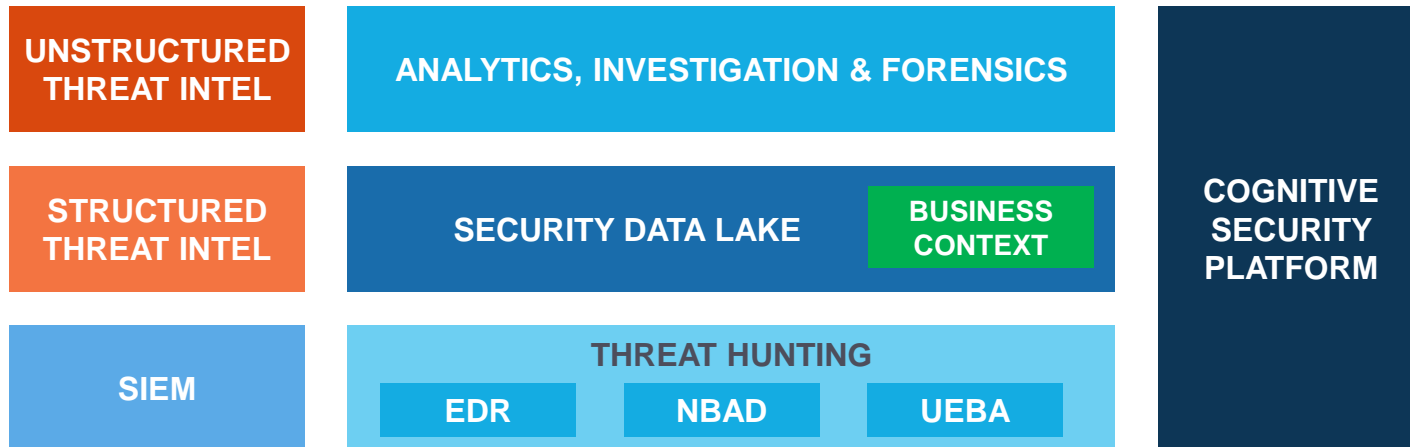 UNSTRUCTURED
THREAT INTEL
ANALYTICS, INVESTIGATION & FORENSICS
STRUCTURED
THREAT INTEL
SECURITY DATA LAKE
BUSINESS
CONTEXT
COGNITIVE
SECURITY
PLATFORM
SIEM
THREAT HUNTING
EDR
NBAD
UEBA